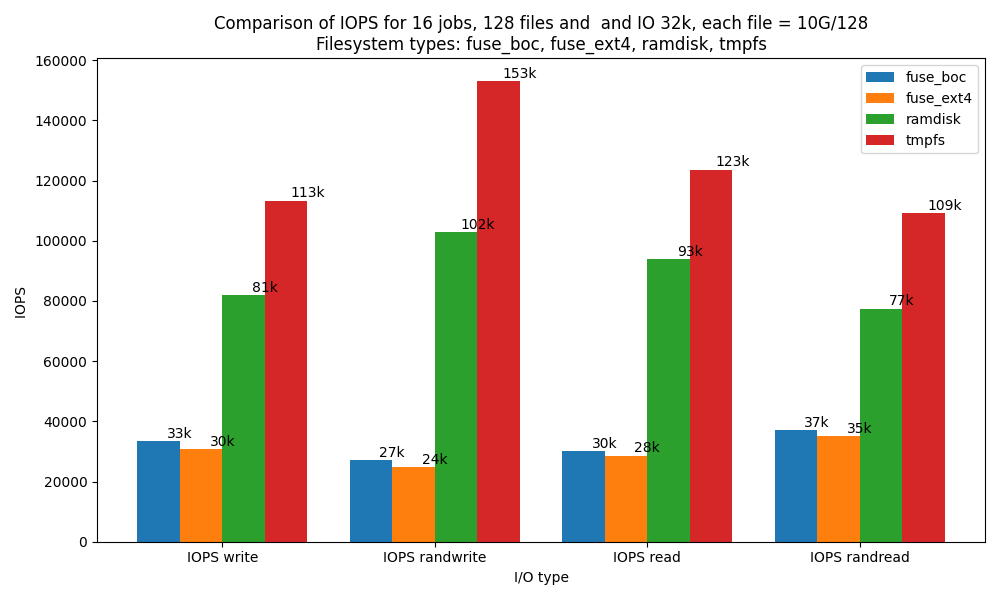 Comparison of IOPS for 16 jobs, 128 files and  and IO 32k, each file = 10G/128
Filesystem types: fuse_boc, fuse_ext4, ramdisk, tmpfs
160000
140000
120000
100000
80000
60000
40000
20000
0
IOPS
fuse_boc
fuse_ext4
ramdisk
tmpfs
33k
30k
81k
113k
27k
24k
102k
153k
30k
28k
93k
123k
37k
35k
77k
109k
IOPS write
IOPS randwrite
IOPS read
IOPS randread
I/O type